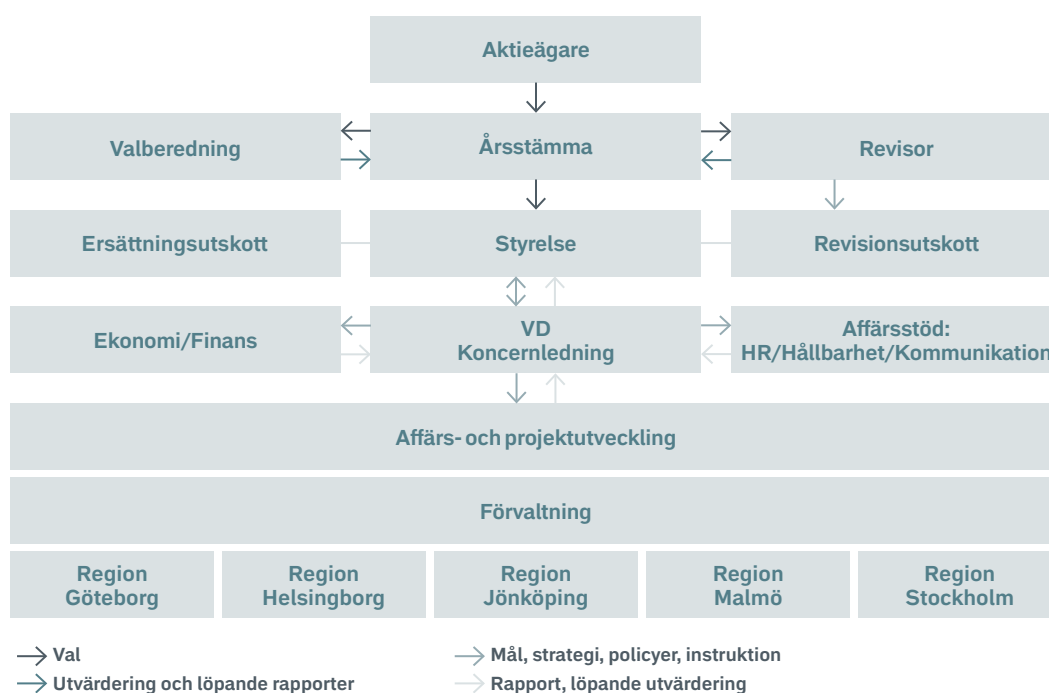 Aktieägare
Valberedning
Årsstämma
Revisor
Ersättningsutskott
Styrelse
Revisionsutskott
Ekonomi/Finans
VD
Koncernledning
Affärsstöd:
HR/Hållbarhet/Kommunikation
Affärs- och projektutveckling
Förvaltning
Region
Göteborg
Region
Helsingborg
Region
Jönköping
Region
Malmö
Region
Stockholm
Val
Utvärdering och löpande rapporter
Mål, strategi, policyer, instruktion
Rapport, löpande utvärdering